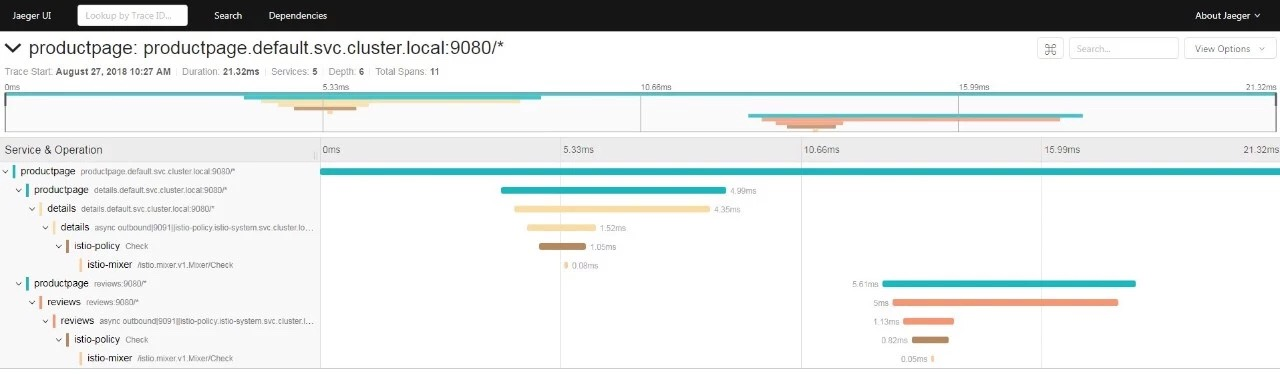 Jaeger UI Lookup by Trace ID... Search Dependencies About Jaeger
productpage: productpage.default.svc.cluster.local:9080/* ⌘ Search... View Options
Trace Start: August 27, 2018 10:27 AM Duration: 21.32ms Services: 5 Depth: 6 Total Spans: 11
0ms 5.33ms 10.66ms 15.99ms 21.32ms
Service & Operation 0ms 5.33ms 10.66ms 15.99ms 21.32ms
productpage productpage.default.svc.cluster.local:9080/*
productpage details.default.svc.cluster.local:9080/* 4.99ms
details details.default.svc.cluster.local:9080/* 4.35ms
details async outbound|9091||istio-policy.istio-system.svc.cluster.lo... 1.52ms
istio-policy Check 1.05ms
istio-mixer /istio.mixer.v1.Mixer/Check 0.08ms
productpage reviews:9080/* 5.61ms
reviews reviews:9080/* 5ms
reviews async outbound|9091||istio-policy.istio-system.svc.cluster.l... 1.13ms
istio-policy Check 0.82ms
istio-mixer /istio.mixer.v1.Mixer/Check 0.05ms